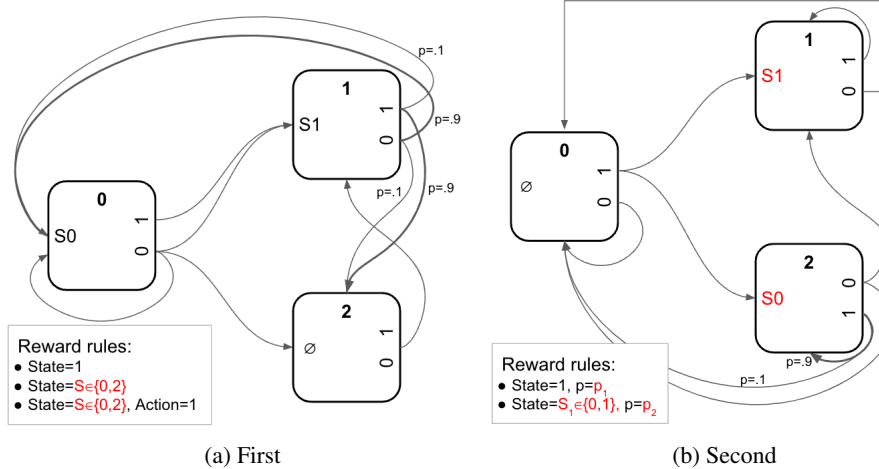 p=.1
1
S1
1
0
p=.9
p=.1
p=.9
0
S0
1
0
2
∅
1
0
Reward rules:
● State=1
● State=S∈{0,2}
● State=S∈{0,2}, Action=1
(a) First
1
S1
1
0
0
∅
1
0
2
S0
0
1
p=.9
p=.1
Reward rules:
● State=1, p=p₁
● State=S₁∈{0,1}, p=p₂
(b) Second